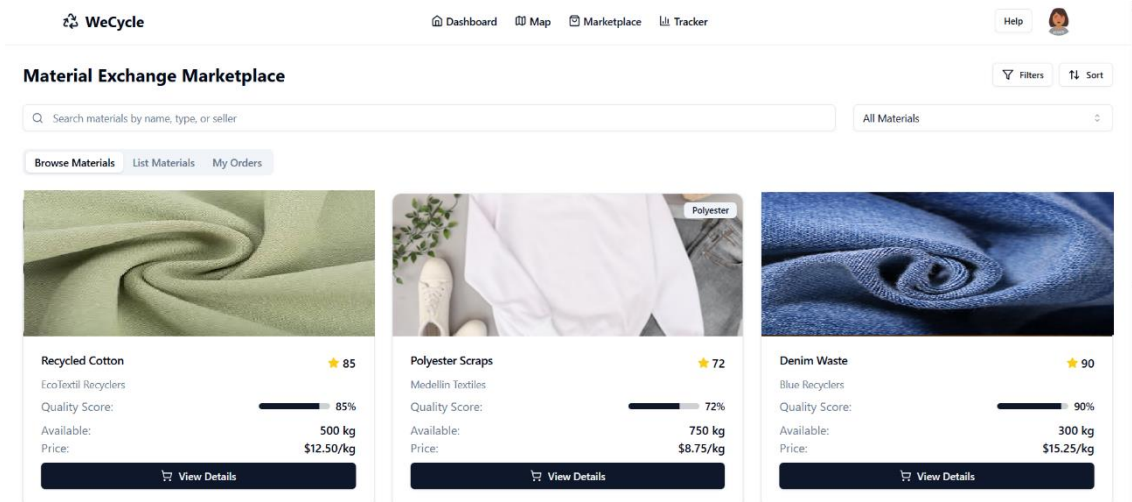 WeCycle
Dashboard Map Marketplace Tracker
Help
Material Exchange Marketplace
Filters Sort
Search materials by name, type, or seller
All Materials
Browse Materials List Materials My Orders
Polyester
Recycled Cotton 85
EcoTextil Recyclers
Quality Score: 85%
Available: 500 kg
Price: $12.50/kg
View Details
Polyester Scraps 72
Medellin Textiles
Quality Score: 72%
Available: 750 kg
Price: $8.75/kg
View Details
Denim Waste 90
Blue Recyclers
Quality Score: 90%
Available: 300 kg
Price: $15.25/kg
View Details